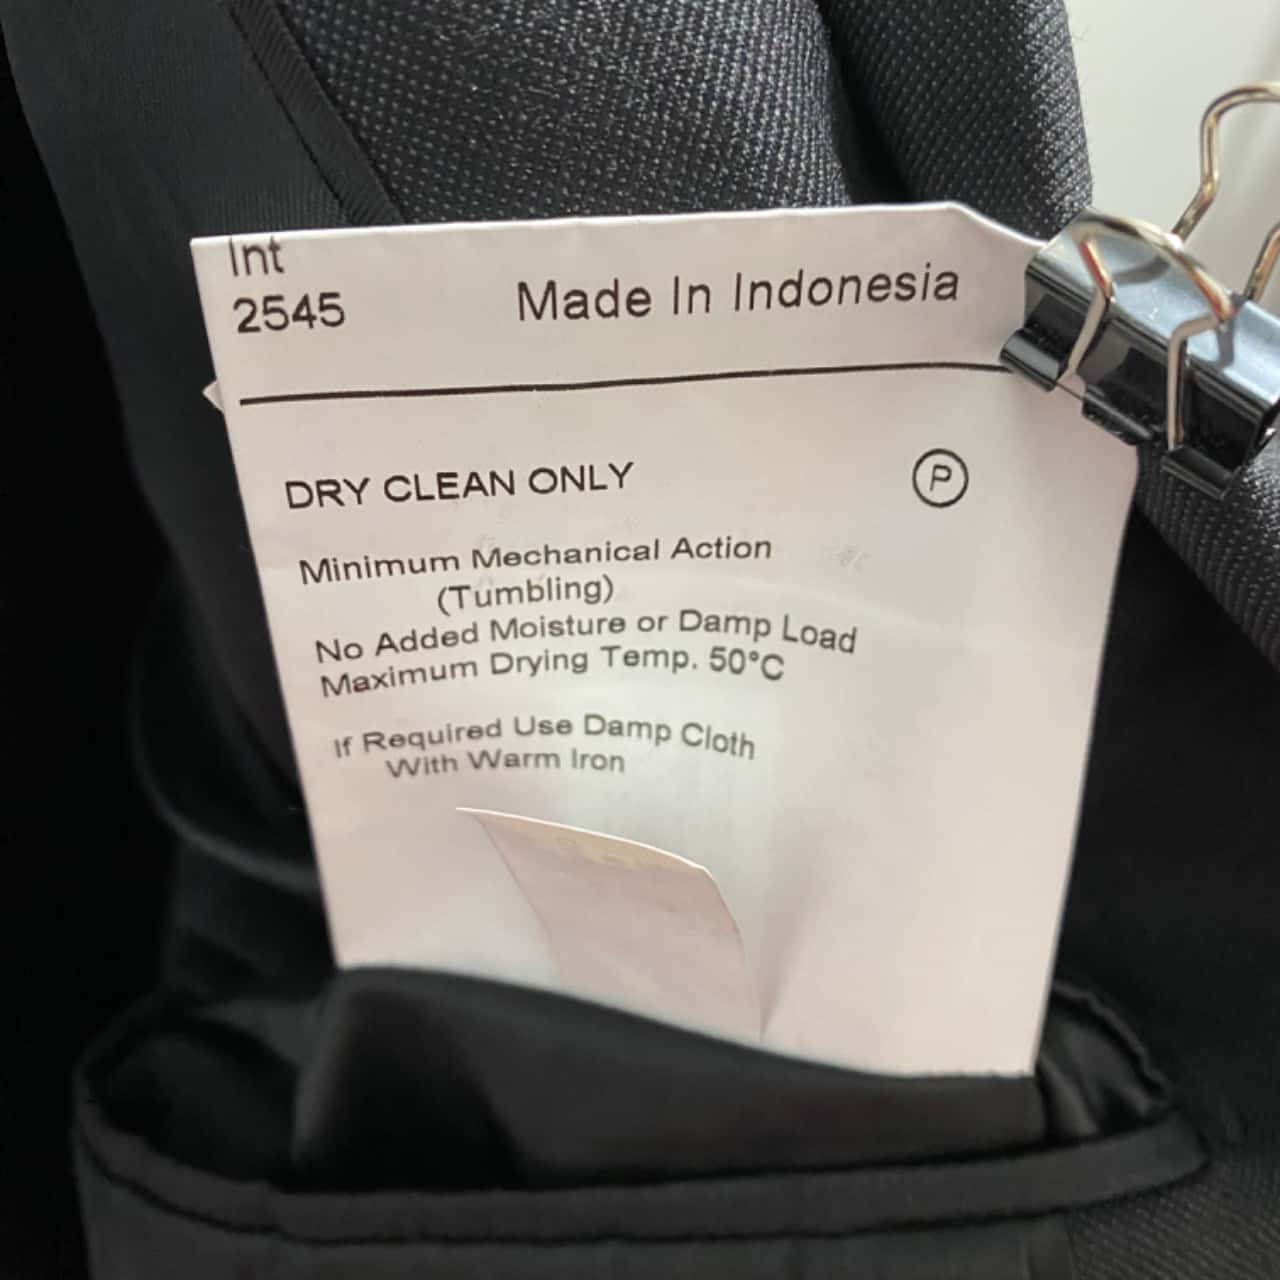 Int
2545
Made In Indonesia
DRY CLEAN ONLY
P
Minimum Mechanical Action
(Tumbling)
No Added Moisture or Damp Load
Maximum Drying Temp. 50°C
If Required Use Damp Cloth
With Warm Iron